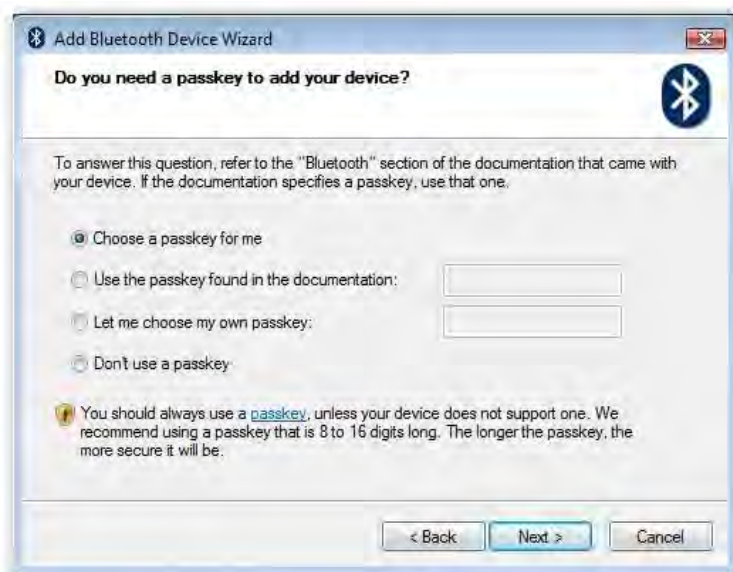 Add Bluetooth Device Wizard
Do you need a passkey to add your device?
To answer this question, refer to the "Bluetooth" section of the documentation that came with
your device. If the documentation specifies a passkey, use that one.
Choose a passkey for me
Use the passkey found in the documentation:
Let me choose my own passkey:
Don't use a passkey
You should always use a passkey, unless your device does not support one. We
recommend using a passkey that is 8 to 16 digits long. The longer the passkey, the
more secure it will be.
< Back Next > Cancel